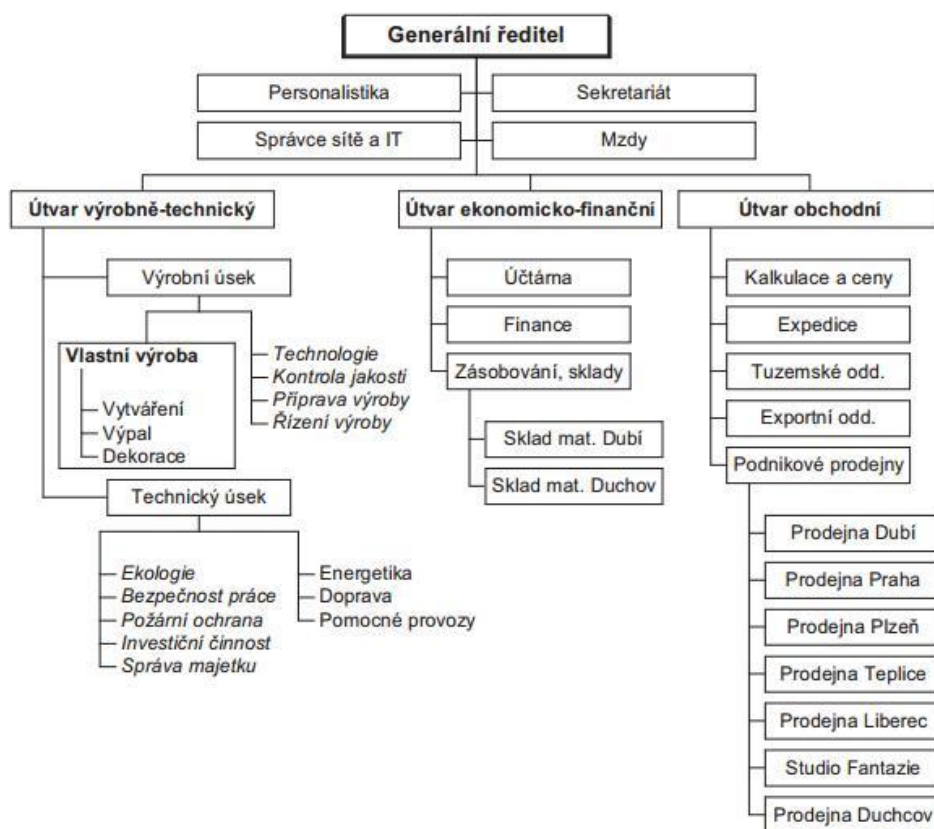 Generální ředitel
Personalistika
Sekretariát
Správce sítě a IT
Mzdy
Útvar výrobně-technický
Útvar ekonomicko-finanční
Útvar obchodní
Výrobní úsek
Vlastní výroba
Vytváření
Výpal
Dekorace
Technologie
Kontrola jakosti
Příprava výroby
Řízení výroby
Technický úsek
Ekologie
Bezpečnost práce
Požární ochrana
Investiční činnost
Správa majetku
Energetika
Doprava
Pomocné provozy
Účtárna
Finance
Zásobování, sklady
Sklad mat. Dubí
Sklad mat. Duchov
Kalkulace a ceny
Expedice
Tuzemské odd.
Exportní odd.
Podnikové prodejny
Prodejna Dubí
Prodejna Praha
Prodejna Plzeň
Prodejna Teplice
Prodejna Liberec
Studio Fantazie
Prodejna Duchcov